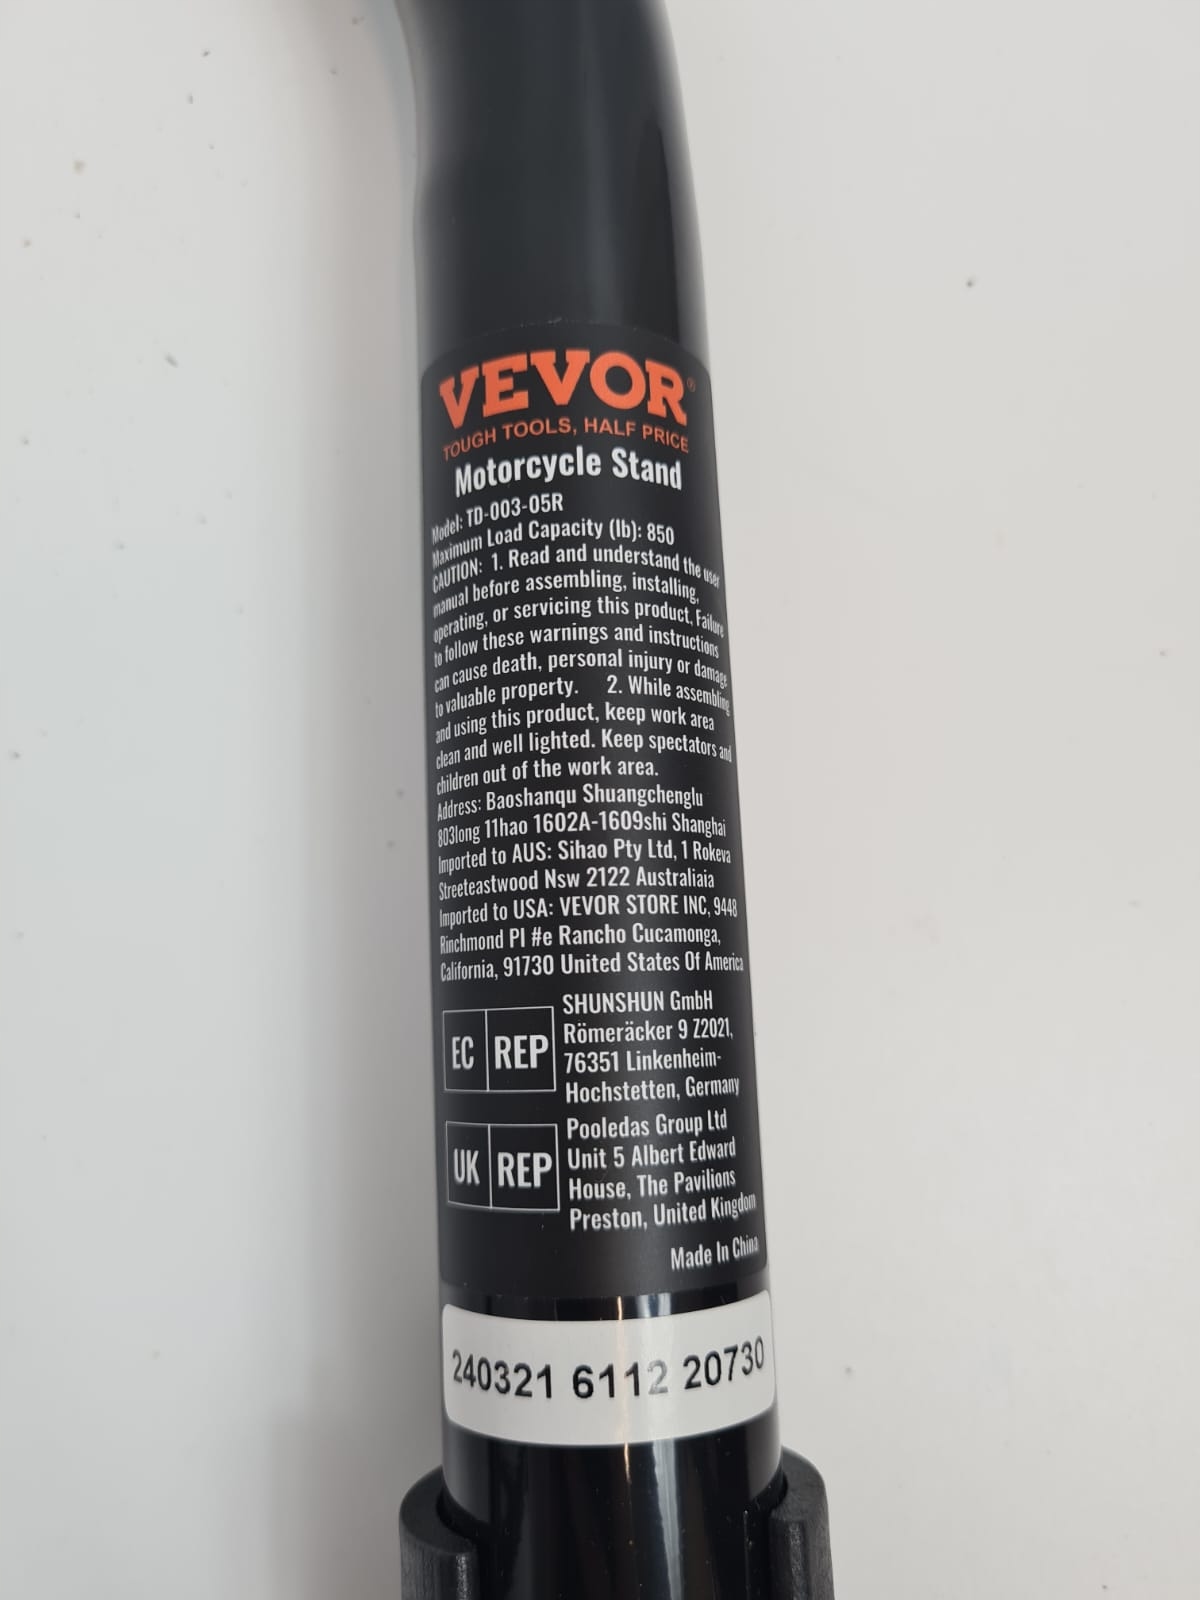 VEVOR®
TOUGH TOOLS, HALF PRICE
Motorcycle Stand
Model: TD-003-05R
Maximum Load Capacity (lb): 850
CAUTION: 1. Read and understand the user
manual before assembling, installing,
operating, or servicing this product, Failure
to follow these warnings and instructions
can cause death, personal injury or damage
to valuable property. 2. While assembling
and using this product, keep work area
clean and well lighted. Keep spectators and
children out of the work area.
Address: Baoshanqu Shuangchenglu
803long 11hao 1602A-1609shi Shanghai
Imported to AUS: Sihao Pty Ltd, 1 Rokeva
Streeteastwood Nsw 2122 Australiaia
Imported to USA: VEVOR STORE INC, 9448
Rinchmond Pl #e Rancho Cucamonga,
California, 91730 United States Of America
EC REP
SHUNSHUN GmbH
Römeräcker 9 Z2021,
76351 Linkenheim-
Hochstetten, Germany
UK REP
Pooledas Group Ltd
Unit 5 Albert Edward
House, The Pavilions
Preston, United Kingdom
Made In China
240321 6112 20730